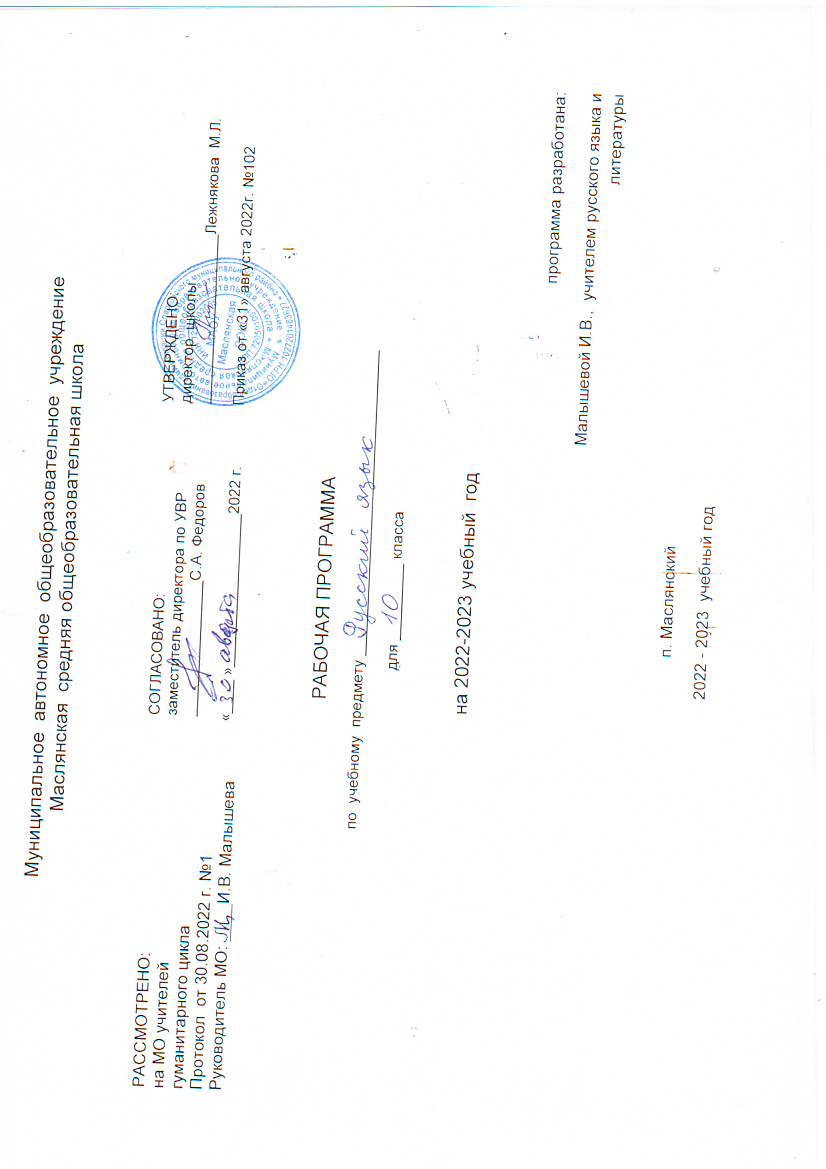 Муниципальное автономное общеобразовательное учреждение
Маслянская средняя общеобразовательная школа
РАССМОТРЕНО:
на МО учителей
гуманитарного цикла
Протокол от 30.08.2022 г. №1
Руководитель МО: И.В. Малышева
СОГЛАСОВАНО:
заместитель директора по УВР
С.А. Федоров
«30» августа 2022 г.
УТВЕРЖДЕНО
директор школы
Лежнякова М.Л.
Приказ от «31» августа 2022г. №102
Маслянская
РАБОЧАЯ ПРОГРАММА
по учебному предмету Русский язык
для 10 класса
на 2022-2023 учебный год
программа разработана:
Малышевой И.В., учителем русского языка и
литературы
п. Маслянский
2022 - 2023 учебный год